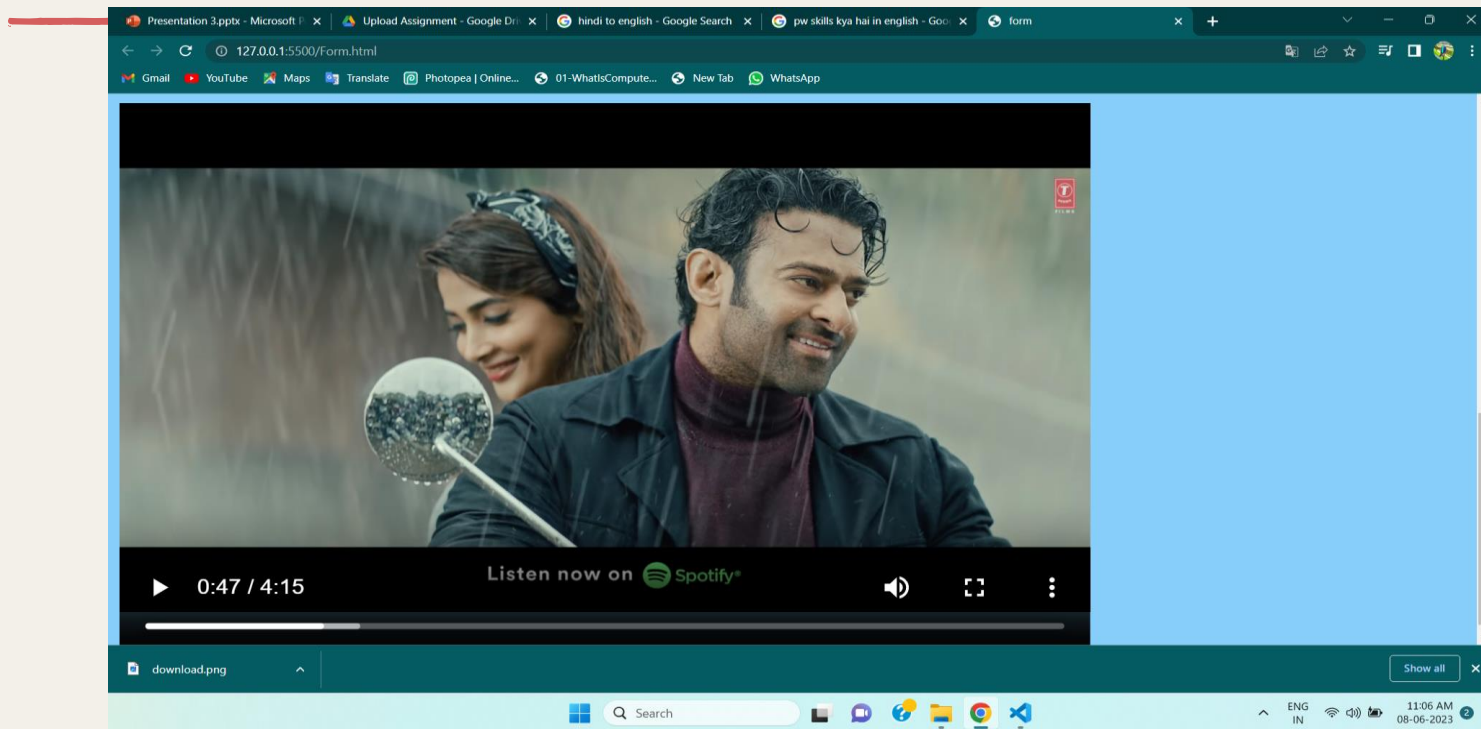 Presentation 3.pptx - Microsoft P
Upload Assignment - Google Dri
hindi to english - Google Search
pw skills kya hai in english - Goo
form
127.0.0.1:5500/Form.html
Gmail
YouTube
Maps
Translate
Photopea | Online...
01-WhatIsCompute...
New Tab
WhatsApp
Listen now on Spotify
0:47 / 4:15
download.png
Show all
Search
ENG
IN
11:06 AM
08-06-2023
2